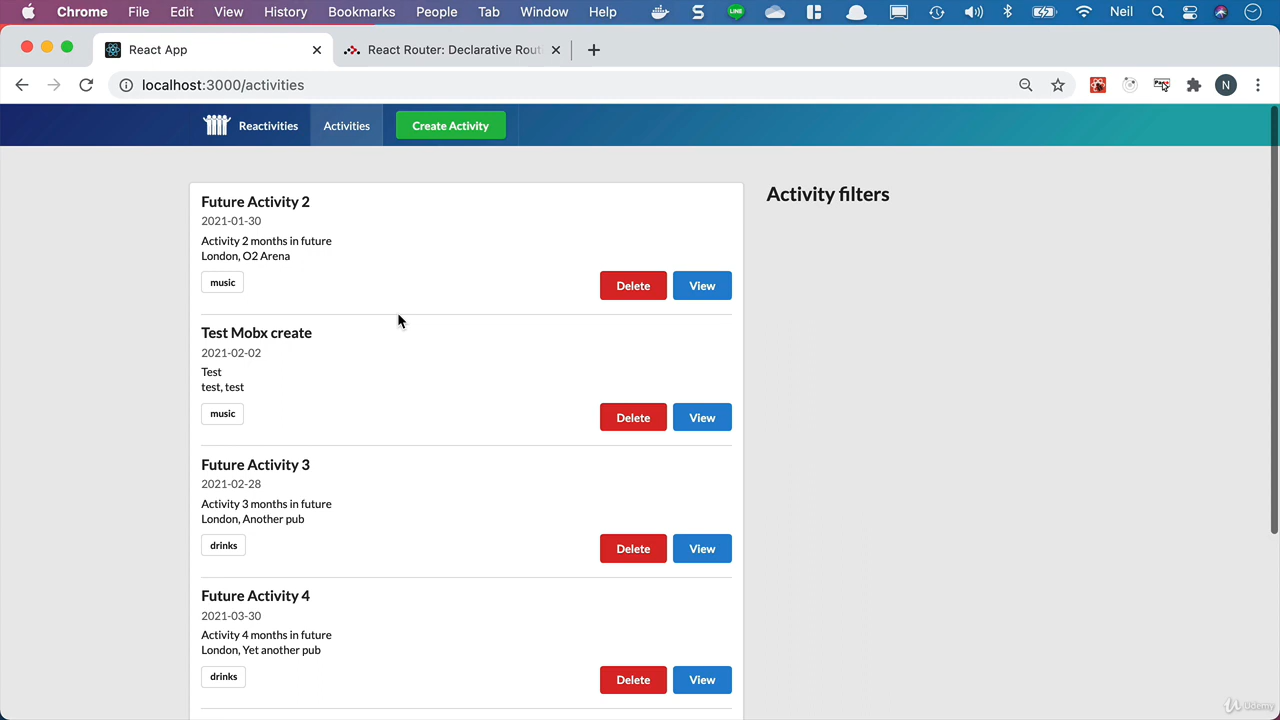 Chrome File Edit View History Bookmarks People Tab Window Help LINE Neil
React App React Router: Declarative Rout
localhost:3000/activities N
Reactivities Activities Create Activity
Future Activity 2
2021-01-30
Activity 2 months in future
London, O2 Arena
music Delete View
Activity filters
Test Mobx create
2021-02-02
Test
test, test
music Delete View
Future Activity 3
2021-02-28
Activity 3 months in future
London, Another pub
drinks Delete View
Future Activity 4
2021-03-30
Activity 4 months in future
London, Yet another pub
drinks Delete View
Udemy